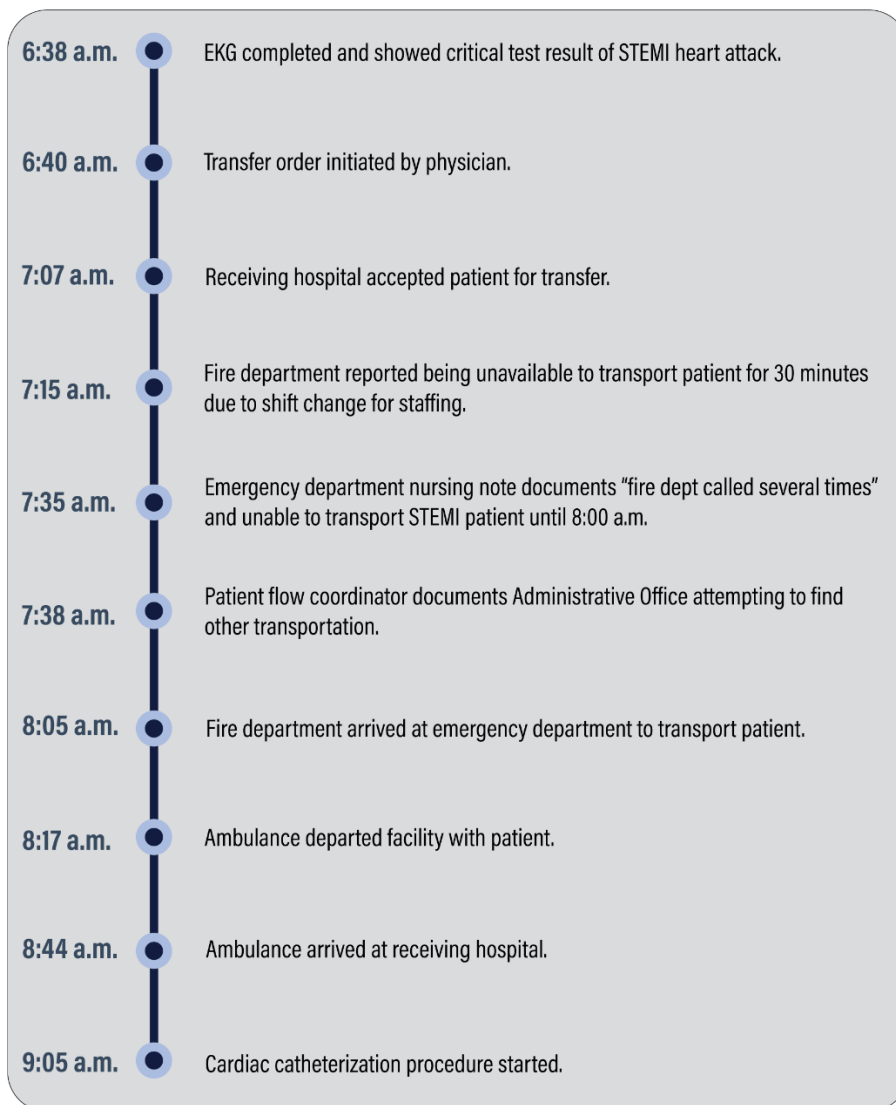 6:38 a.m. EKG completed and showed critical test result of STEMI heart attack.
6:40 a.m. Transfer order initiated by physician.
7:07 a.m. Receiving hospital accepted patient for transfer.
7:15 a.m. Fire department reported being unavailable to transport patient for 30 minutes
due to shift change for staffing.
7:35 a.m. Emergency department nursing note documents “fire dept called several times”
and unable to transport STEMI patient until 8:00 a.m.
7:38 a.m. Patient flow coordinator documents Administrative Office attempting to find
other transportation.
8:05 a.m. Fire department arrived at emergency department to transport patient.
8:17 a.m. Ambulance departed facility with patient.
8:44 a.m. Ambulance arrived at receiving hospital.
9:05 a.m. Cardiac catheterization procedure started.